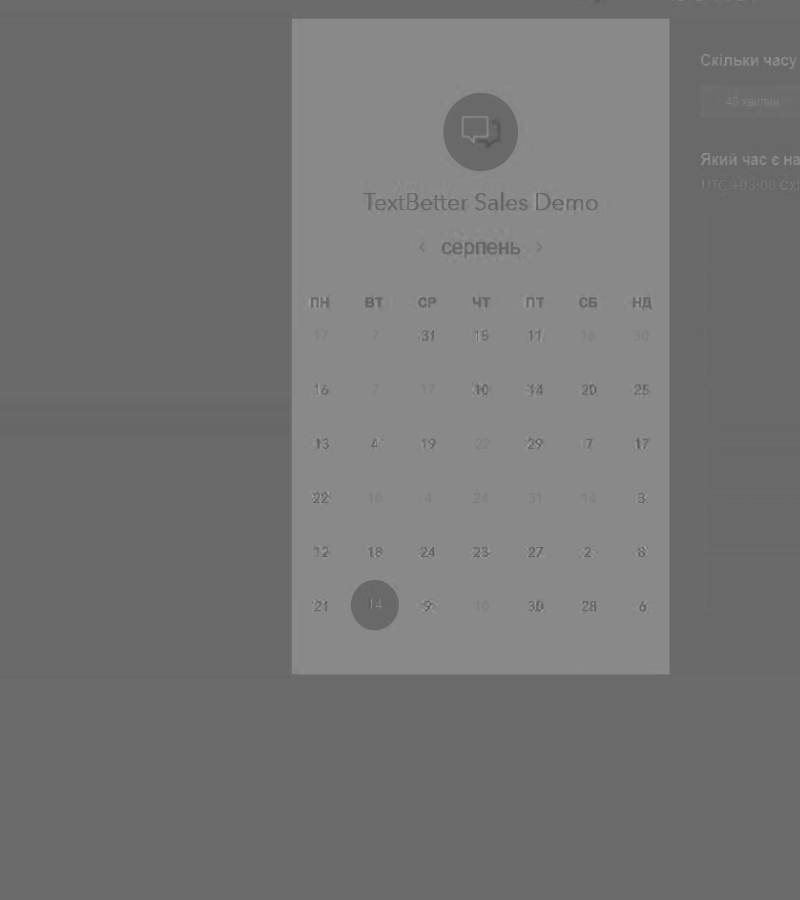 Скільки часу
40 хвилин
TextBetter Sales Demo
Який час є на
UTC +03:00 Схі
‹ серпень ›
ПН ВТ СР ЧТ ПТ СБ НД
17 7 31 15 11 16 30
16 7 17 10 14 20 25
13 4 19 22 29 7 17
22 10 4 24 31 14 3
12 18 24 23 27 2 8
21 14 9 10 30 28 6